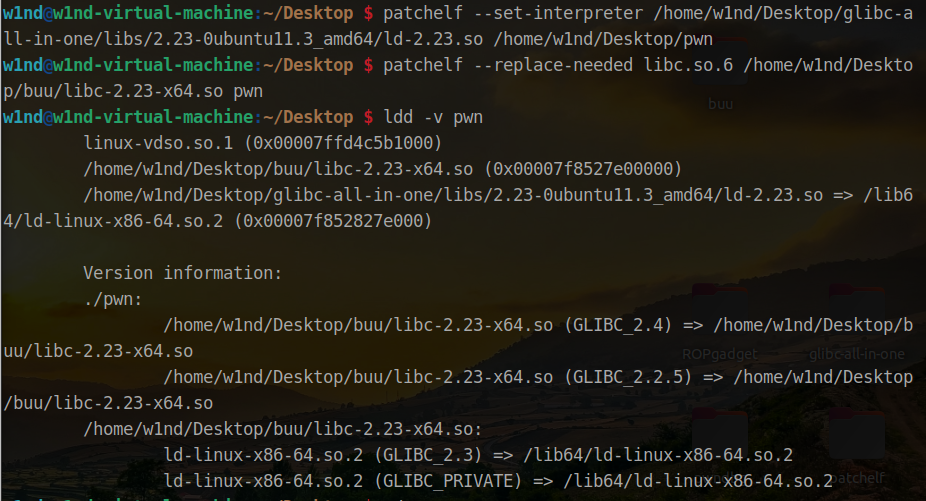 w1nd@w1nd-virtual-machine:~/Desktop $ patchelf --set-interpreter /home/w1nd/Desktop/glibc-a
ll-in-one/libs/2.23-0ubuntu11.3_amd64/ld-2.23.so /home/w1nd/Desktop/pwn
w1nd@w1nd-virtual-machine:~/Desktop $ patchelf --replace-needed libc.so.6 /home/w1nd/Deskto
p/buu/libc-2.23-x64.so pwn
buu
w1nd@w1nd-virtual-machine:~/Desktop $ ldd -v pwn
linux-vdso.so.1 (0x00007ffd4c5b1000)
/home/w1nd/Desktop/buu/libc-2.23-x64.so (0x00007f8527e00000)
/home/w1nd/Desktop/glibc-all-in-one/libs/2.23-0ubuntu11.3_amd64/ld-2.23.so => /lib6
4/ld-linux-x86-64.so.2 (0x00007f852827e000)
Version information:
./pwn:
/home/w1nd/Desktop/buu/libc-2.23-x64.so (GLIBC_2.4) => /home/w1nd/Desktop/b
uu/libc-2.23-x64.so
ROPgadget
glibc-all-in-one
/home/w1nd/Desktop/buu/libc-2.23-x64.so (GLIBC_2.2.5) => /home/w1nd/Desktop
/buu/libc-2.23-x64.so
/home/w1nd/Desktop/buu/libc-2.23-x64.so:
ld-linux-x86-64.so.2 (GLIBC_2.3) => /lib64/ld-linux-x86-64.so.2
ld-linux-x86-64.so.2 (GLIBC_PRIVATE) => /lib64/ld-linux-x86-64.so.2
patchelf